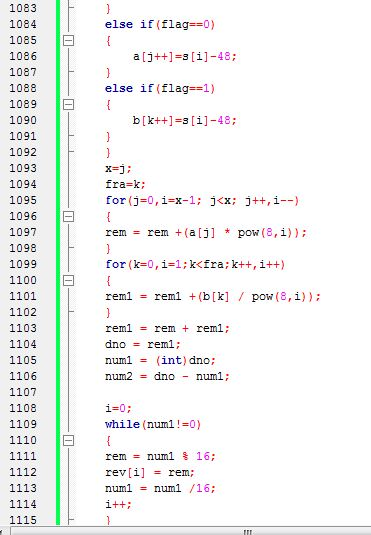 1083 }
1084 else if(flag==0)
1085 {
1086 a[j++]=s[i]-48;
1087 }
1088 else if(flag==1)
1089 {
1090 b[k++]=s[i]-48;
1091 }
1092 }
1093 x=j;
1094 fra=k;
1095 for(j=0,i=x-1; j<x; j++,i--)
1096 {
1097 rem = rem +(a[j] * pow(8,i));
1098 }
1099 for(k=0,i=1;k<fra;k++,i++)
1100 {
1101 rem1 = rem1 +(b[k] / pow(8,i));
1102 }
1103 rem1 = rem + rem1;
1104 dno = rem1;
1105 num1 = (int)dno;
1106 num2 = dno - num1;
1107
1108 i=0;
1109 while(num1!=0)
1110 {
1111 rem = num1 % 16;
1112 rev[i] = rem;
1113 num1 = num1 /16;
1114 i++;
1115 }